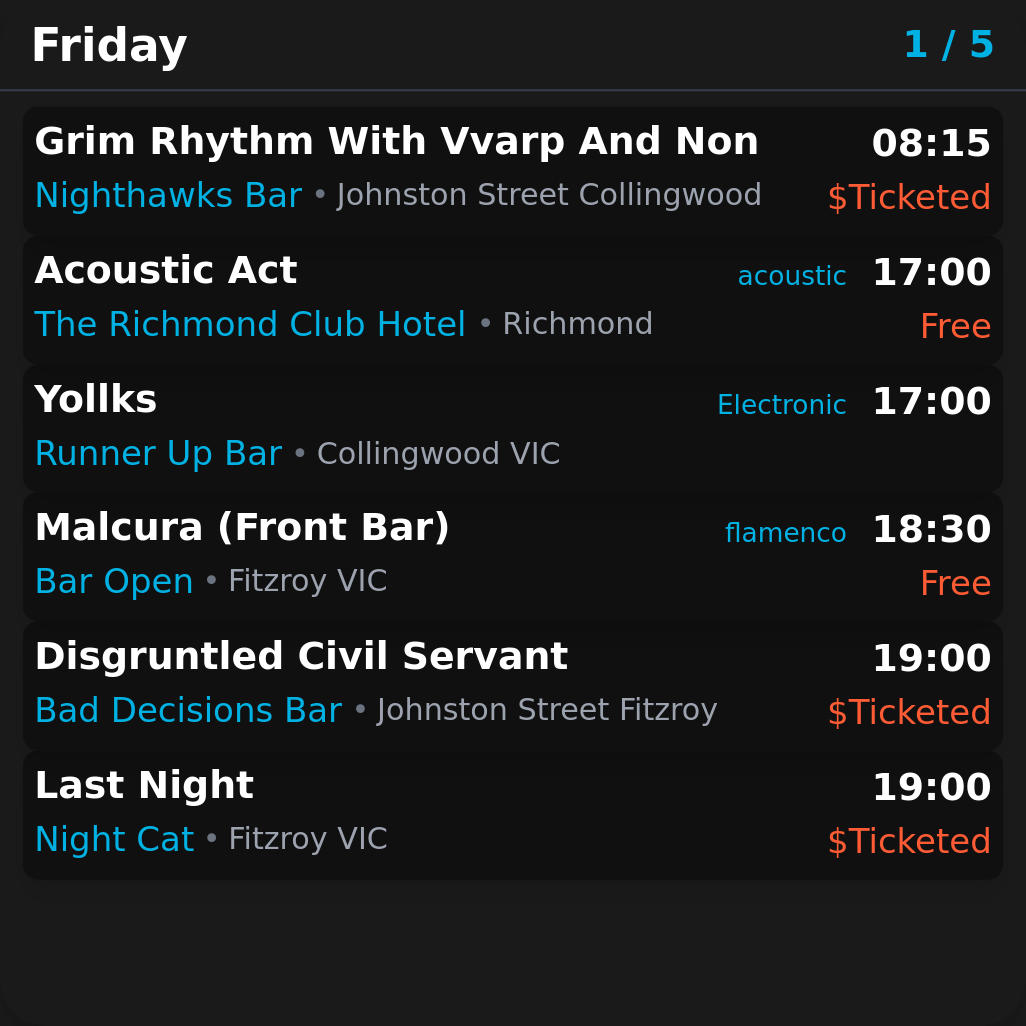 Friday 1 / 5
Grim Rhythm With Vvarp And Non 08:15
Nighthawks Bar • Johnston Street Collingwood $Ticketed
Acoustic Act acoustic 17:00
The Richmond Club Hotel • Richmond Free
Yollks Electronic 17:00
Runner Up Bar • Collingwood VIC
Malcura (Front Bar) flamenco 18:30
Bar Open • Fitzroy VIC Free
Disgruntled Civil Servant 19:00
Bad Decisions Bar • Johnston Street Fitzroy $Ticketed
Last Night 19:00
Night Cat • Fitzroy VIC $Ticketed